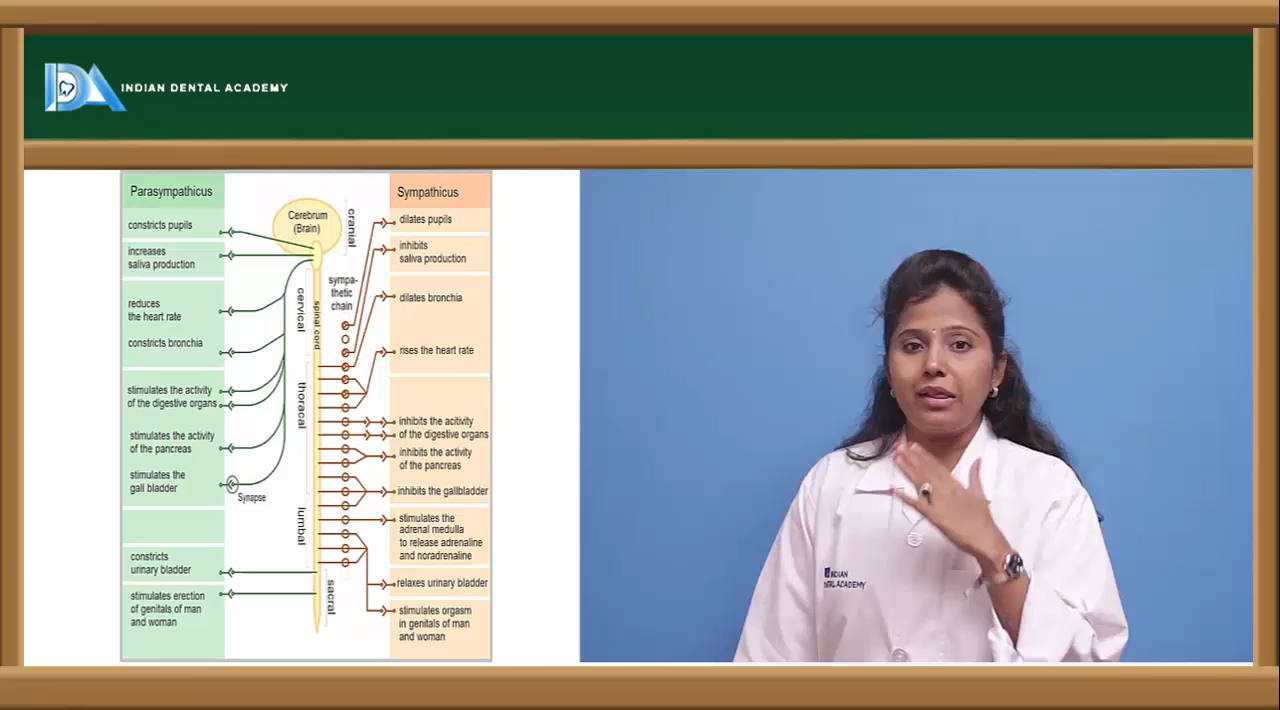 INDIAN DENTAL ACADEMY
Parasympathicus
constricts pupils
increases
saliva production
reduces
the heart rate
constricts bronchia
stimulates the activity
of the digestive organs
stimulates the activity
of the pancreas
stimulates the
gall bladder
constricts
urinary bladder
stimulates erection
of genitals of man
and woman
Cerebrum
(Brain)
cranial
sympa-
thetic
chain
cervical
spinal cord
thoracal
Synapse
lumbal
sacral
Sympathicus
dilates pupils
inhibits
saliva production
dilates bronchia
rises the heart rate
inhibits the acitivity
of the digestive organs
inhibits the activity
of the pancreas
inhibits the gallbladder
stimulates the
adrenal medulla
to release adrenaline
and noradrenaline
relaxes urinary bladder
stimulates orgasm
in genitals of man
and woman
INDIAN
DENTAL ACADEMY